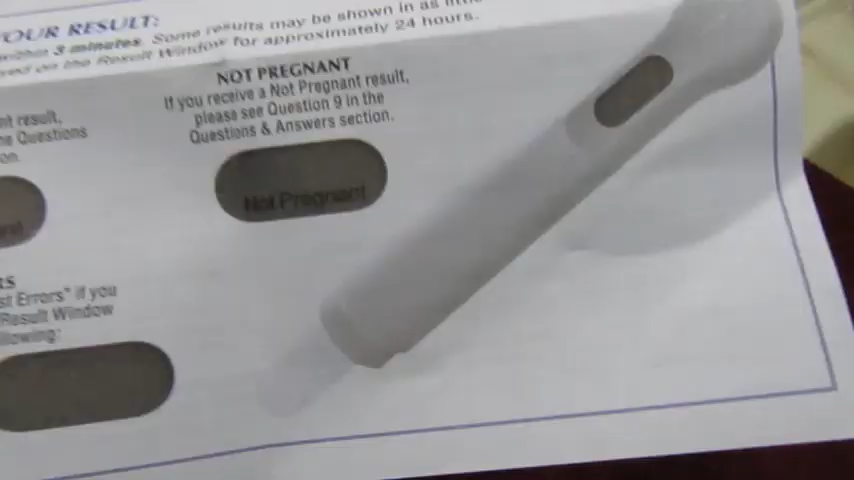 YOUR RESULT:
within 3 minutes. Some results may be shown in as
on the Result Window for approximately 24 hours.
NOT PREGNANT
If you receive a Not Pregnant result,
please see Question 9 in the
Questions & Answers section.
Not Pregnant
result,
Questions
Errors" if you
Result Window